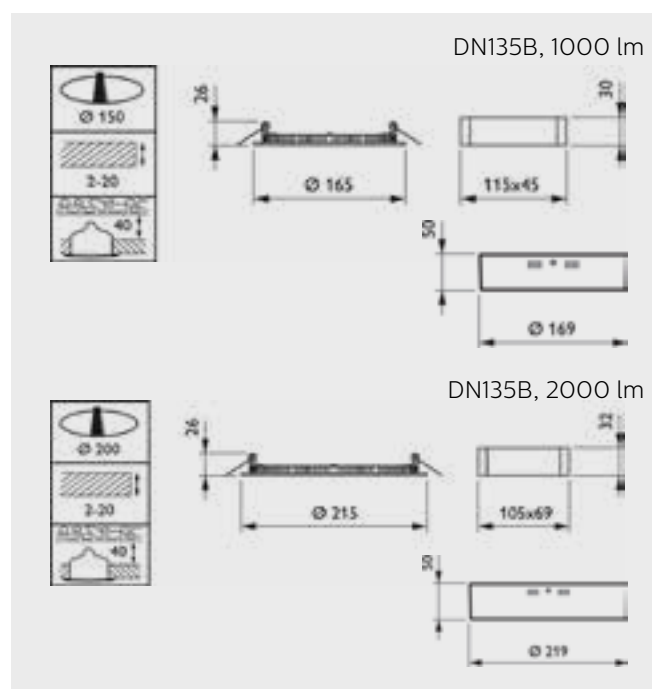 DN135B, 1000 lm
Ø 150
26
30
2-20
Ø 165
115x45
40
50
Ø 169
DN135B, 2000 lm
Ø 200
26
32
2-20
Ø 215
105x69
40
50
Ø 219